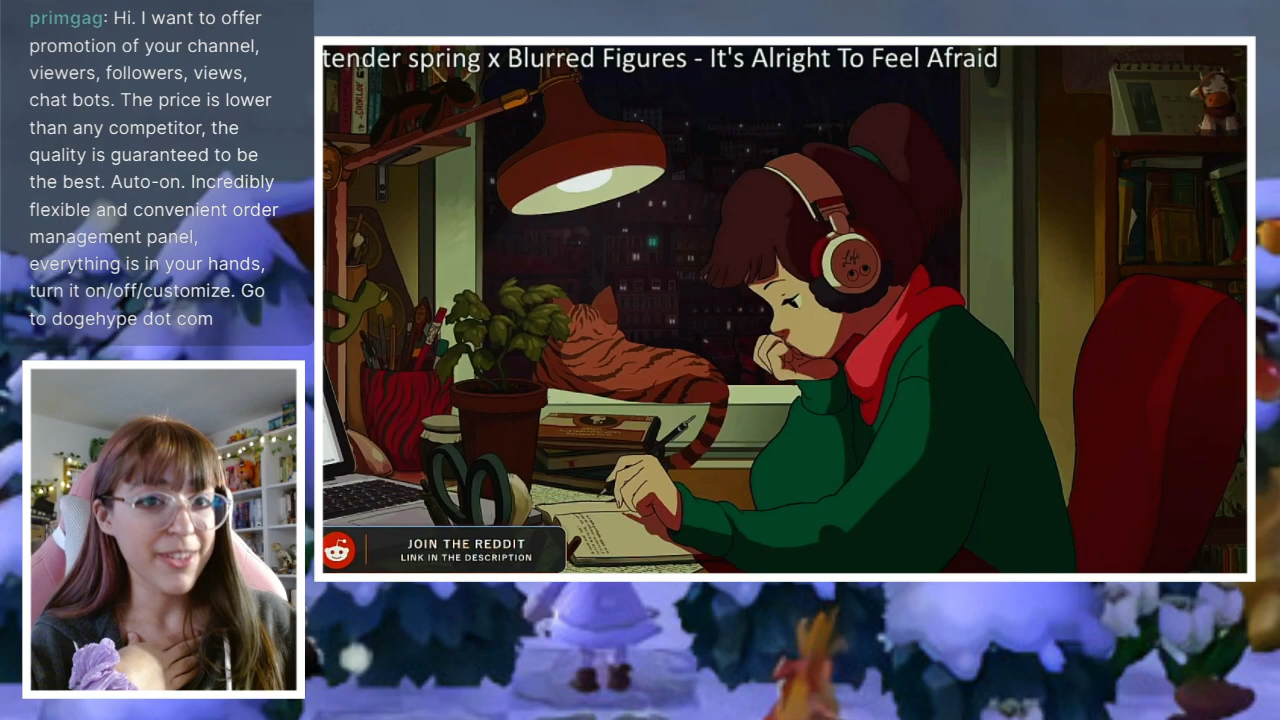 primgag: Hi. I want to offer
promotion of your channel,
viewers, followers, views,
chat bots. The price is lower
than any competitor, the
quality is guaranteed to be
the best. Auto-on. Incredibly
flexible and convenient order
management panel,
everything is in your hands,
turn it on/off/customize. Go
to dogehype dot com
tender spring x Blurred Figures - It's Alright To Feel Afraid
JOIN THE REDDIT
LINK IN THE DESCRIPTION